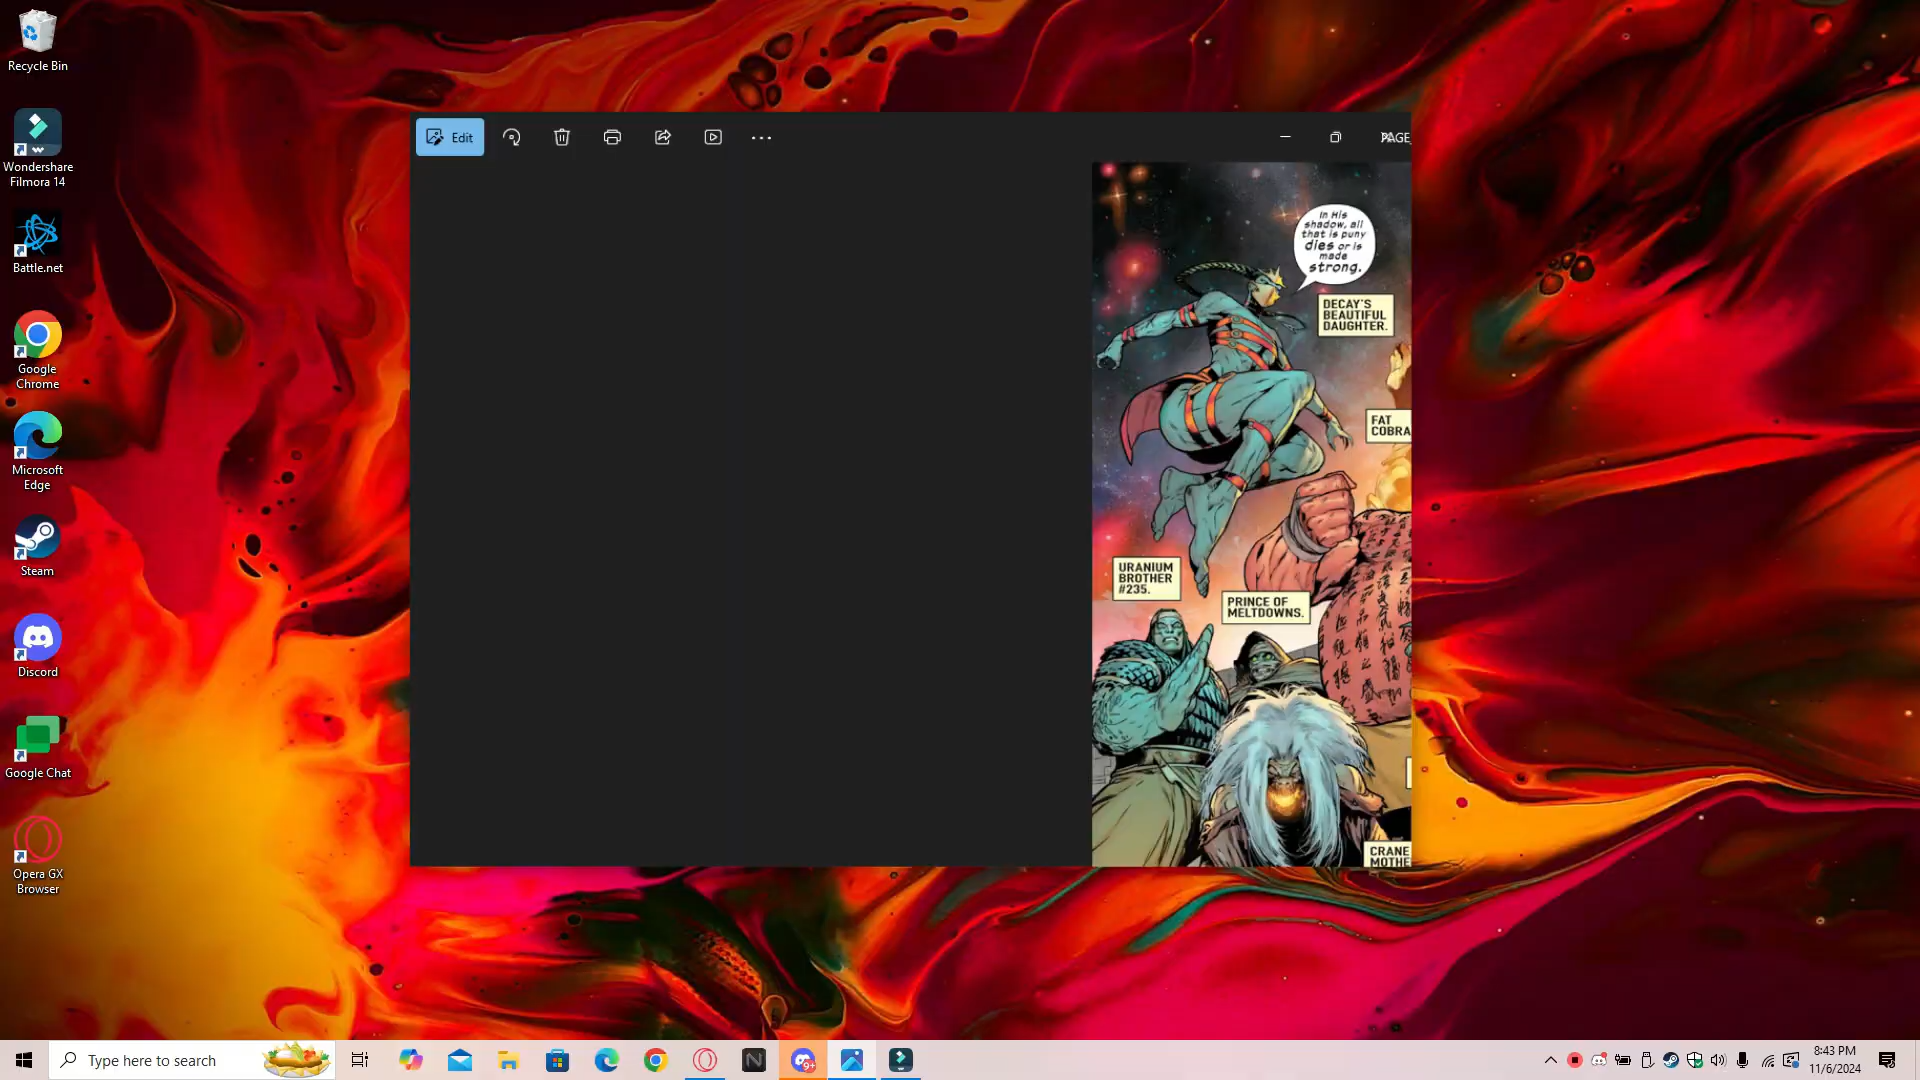 Recycle Bin
Wondershare
Filmora 14
Battle.net
Google
Chrome
Microsoft
Edge
Steam
Discord
Google Chat
Opera GX
Browser
Edit
PAGE
In His
shadow, all
that is puny
dies or is
made
strong.
DECAY'S
BEAUTIFUL
DAUGHTER.
FAT
COBRA
URANIUM
BROTHER
#235.
PRINCE OF
MELTDOWNS.
CRANE
MOTHE
Type here to search
9+
8:43 PM
11/6/2024